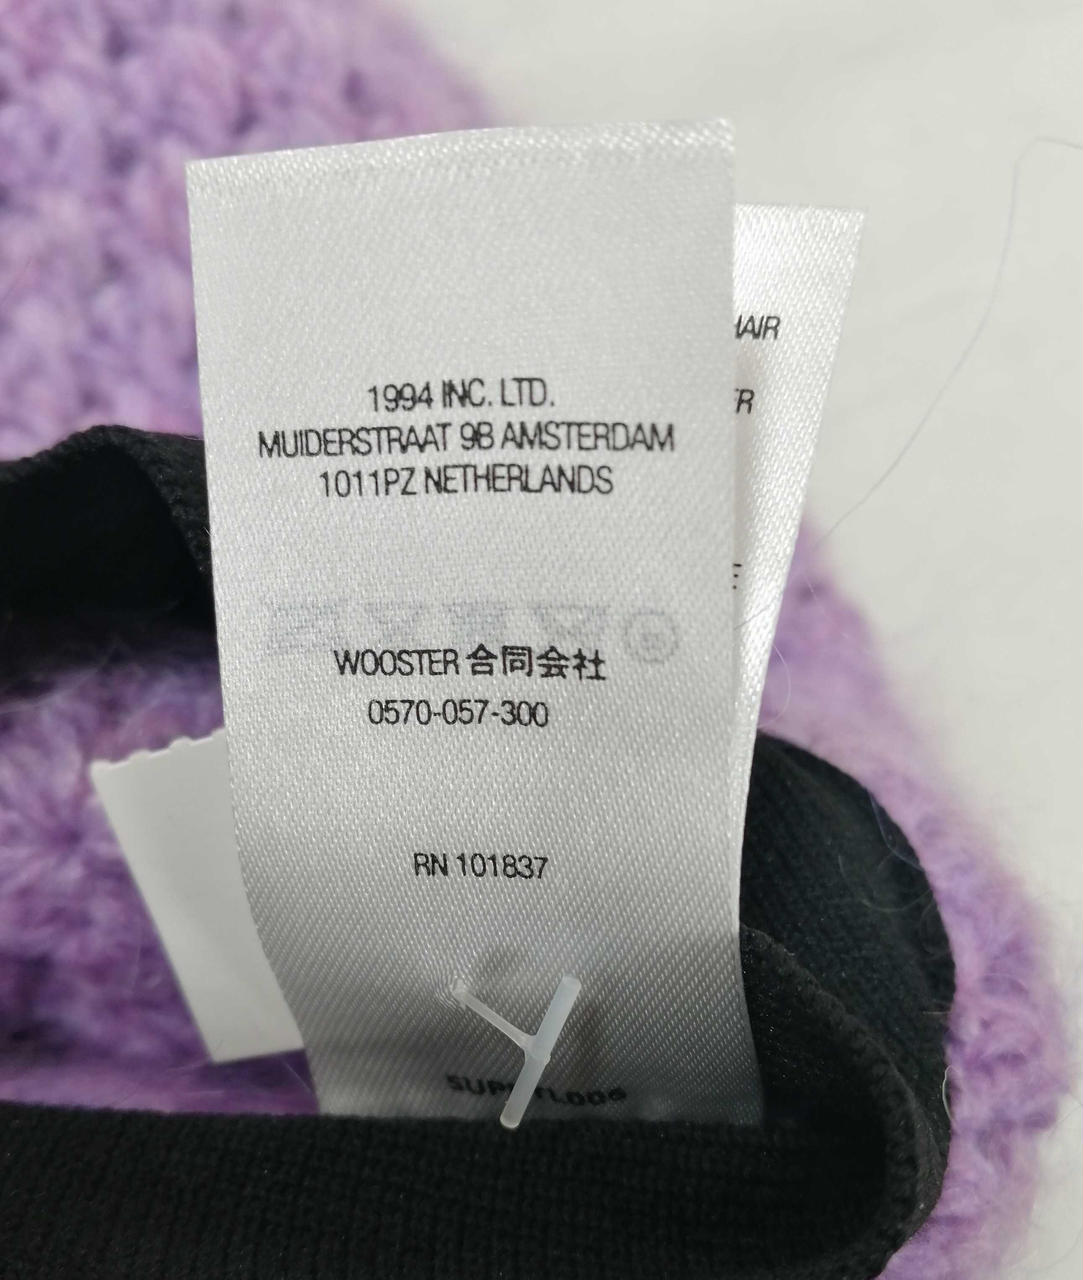 1994 INC. LTD.
MUIDERSTRAAT 9B AMSTERDAM
1011PZ NETHERLANDS
WOOSTER 合同会社
0570-057-300
RN 101837